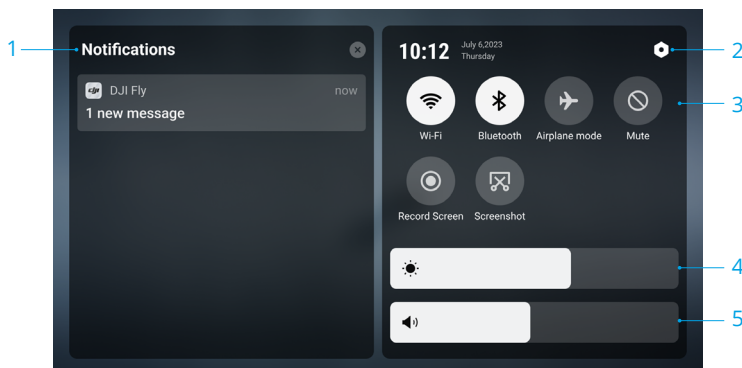 1
Notifications
DJI Fly
now
1 new message
10:12
July 6,2023
Thursday
2
Wi-Fi
Bluetooth
Airplane mode
Mute
3
Record Screen
Screenshot
4
5